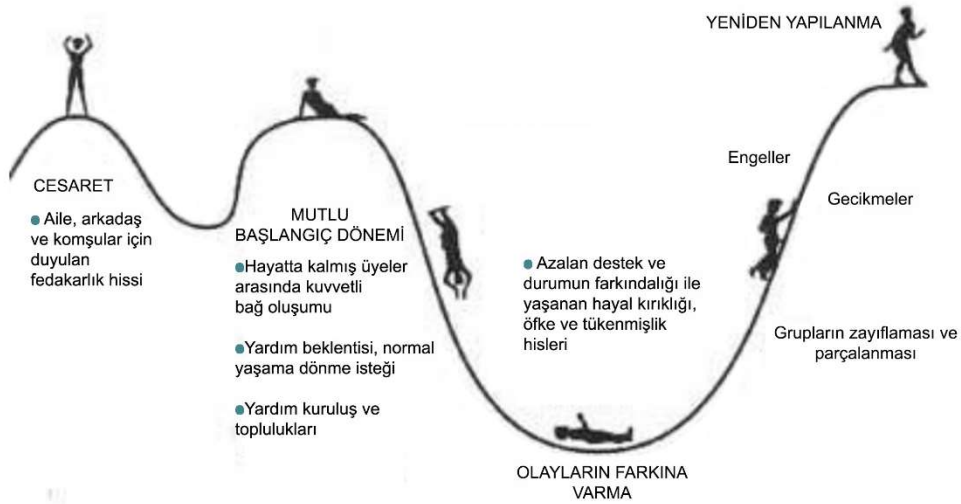 CESARET
● Aile, arkadaş
ve komşular için
duyulan
fedakarlık hissi
MUTLU
BAŞLANGIÇ DÖNEMİ
●Hayatta kalmış üyeler
arasında kuvvetli
bağ oluşumu
●Yardım beklentisi, normal
yaşama dönme isteği
●Yardım kuruluş ve
toplulukları
● Azalan destek ve
durumun farkındalığı ile
yaşanan hayal kırıklığı,
öfke ve tükenmişlik
hisleri
OLAYLARIN FARKINA
VARMA
YENİDEN YAPILANMA
Engeller
Gecikmeler
Grupların zayıflaması ve
parçalanması